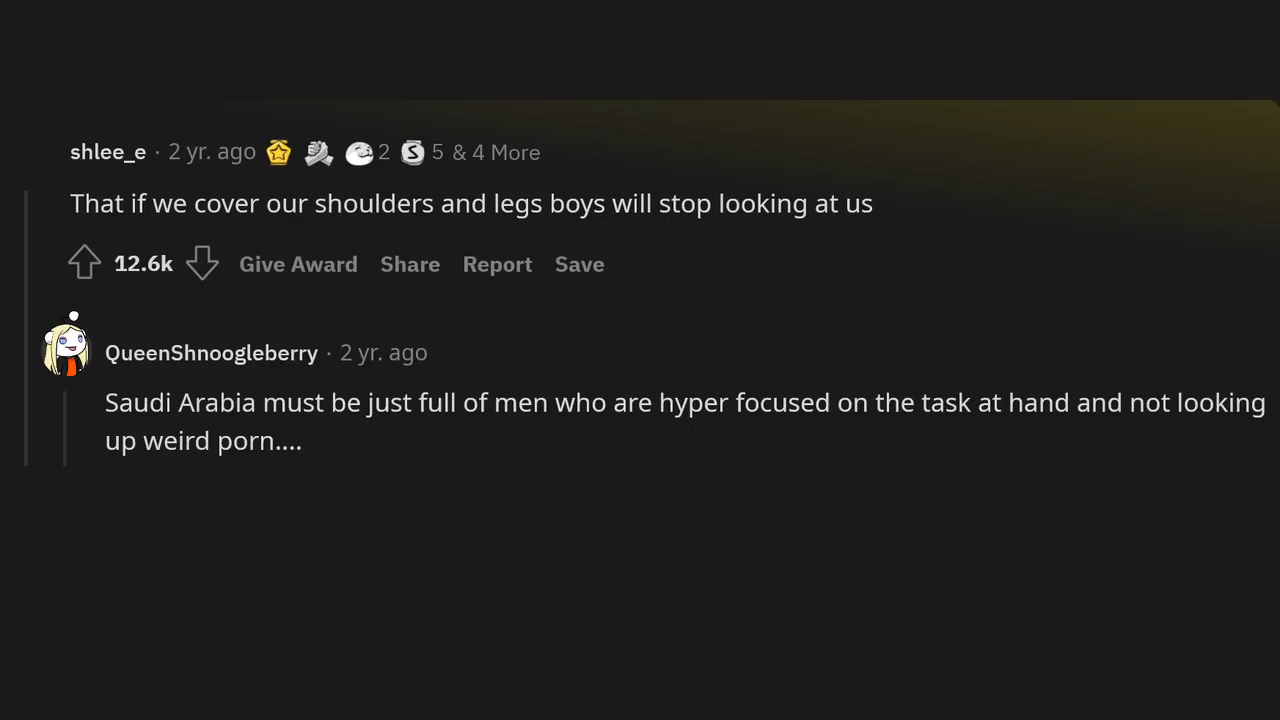 shlee_e · 2 yr. ago 2 S 5 & 4 More
That if we cover our shoulders and legs boys will stop looking at us
12.6k Give Award Share Report Save
QueenShnoogleberry · 2 yr. ago
Saudi Arabia must be just full of men who are hyper focused on the task at hand and not looking
up weird porn....